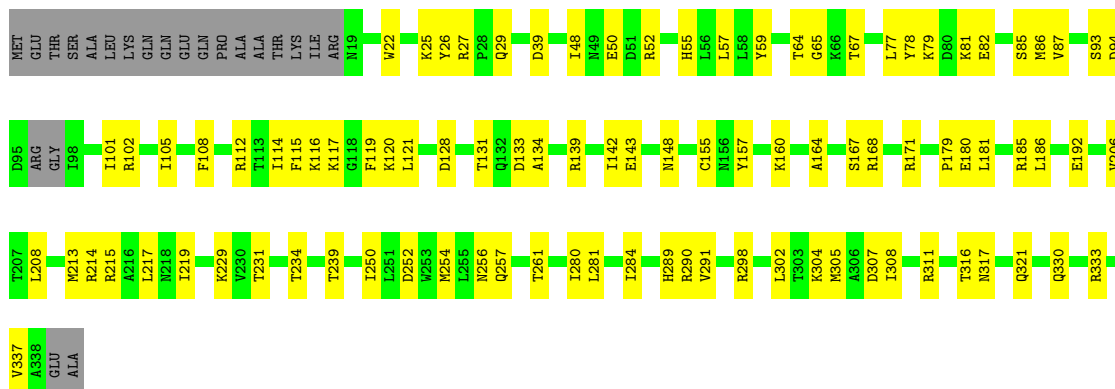 MET GLU THR SER ALA LEU LYS GLN GLN GLU GLN PRO ALA ALA THR LYS ILE ARG N19 W22 K25 Y26 R27 P28 Q29 D39 I48 N49 E50 D51 R52 H55 L56 L57 L58 Y59 T64 G65 K66 T67 L77 Y78 K79 D80 K81 E82 S85 M86 V87 S93
D95 ARG GLY I98 I101 R102 I105 F108 R112 T113 I114 F115 K116 K117 G118 F119 K120 L121 D128 T131 Q132 D133 A134 R139 I142 E143 N148 C155 N156 Y157 K160 A164 S167 R168 R171 P179 E180 L181 R185 L186 E192
T207 L208 M213 R214 R215 A216 L217 N218 I219 K229 V230 T231 T234 T239 I250 L251 D252 W253 M254 L255 N256 Q257 T261 I280 L281 I284 H289 R290 V291 R298 L302 T303 K304 M305 A306 D307 I308 R311 T316 N317 Q321 Q330 R333
V337 A338 GLU ALA